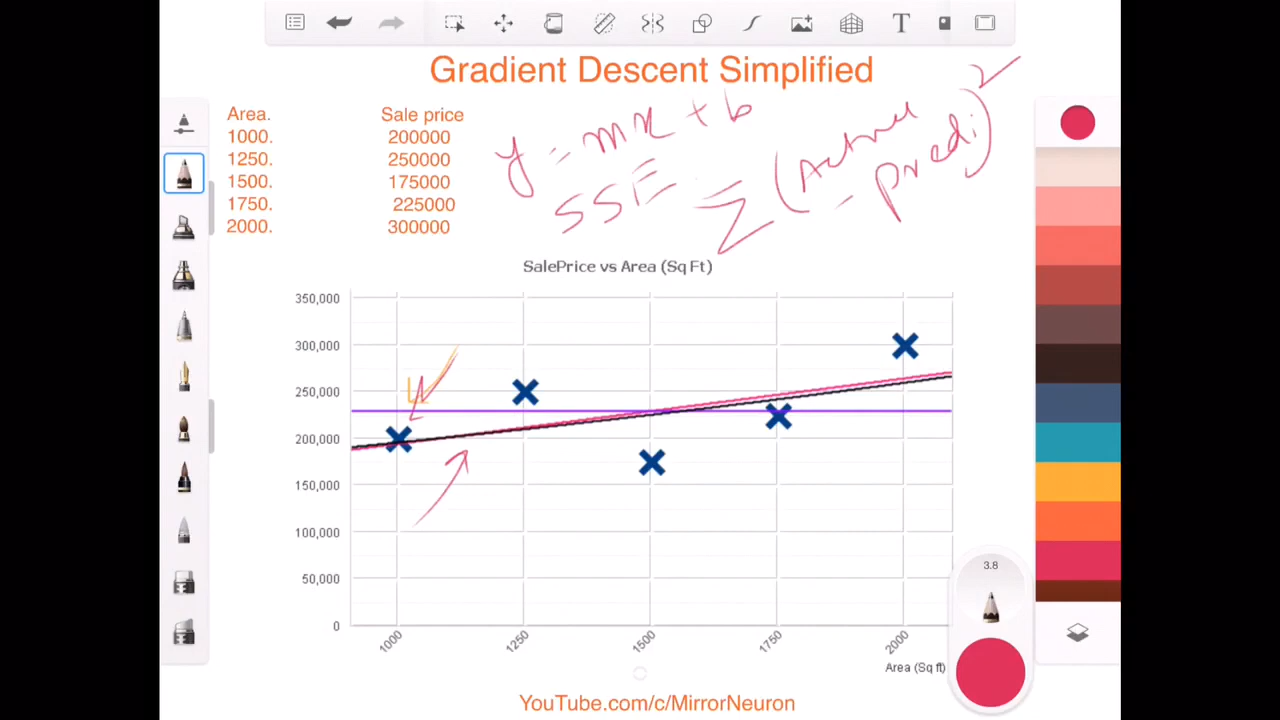 Gradient Descent Simplified
Area. Sale price
1000. 200000
1250. 250000
1500. 175000
1750. 225000
2000. 300000
y = mx + b
SSE
Σ (Actual
- pred)²
SalePrice vs Area (Sq Ft)
350,000
300,000
250,000
200,000
150,000
100,000
50,000
0
1000 1250 1500 1750 2000
Area (Sq ft)
3.8
YouTube.com/c/MirrorNeuron
T